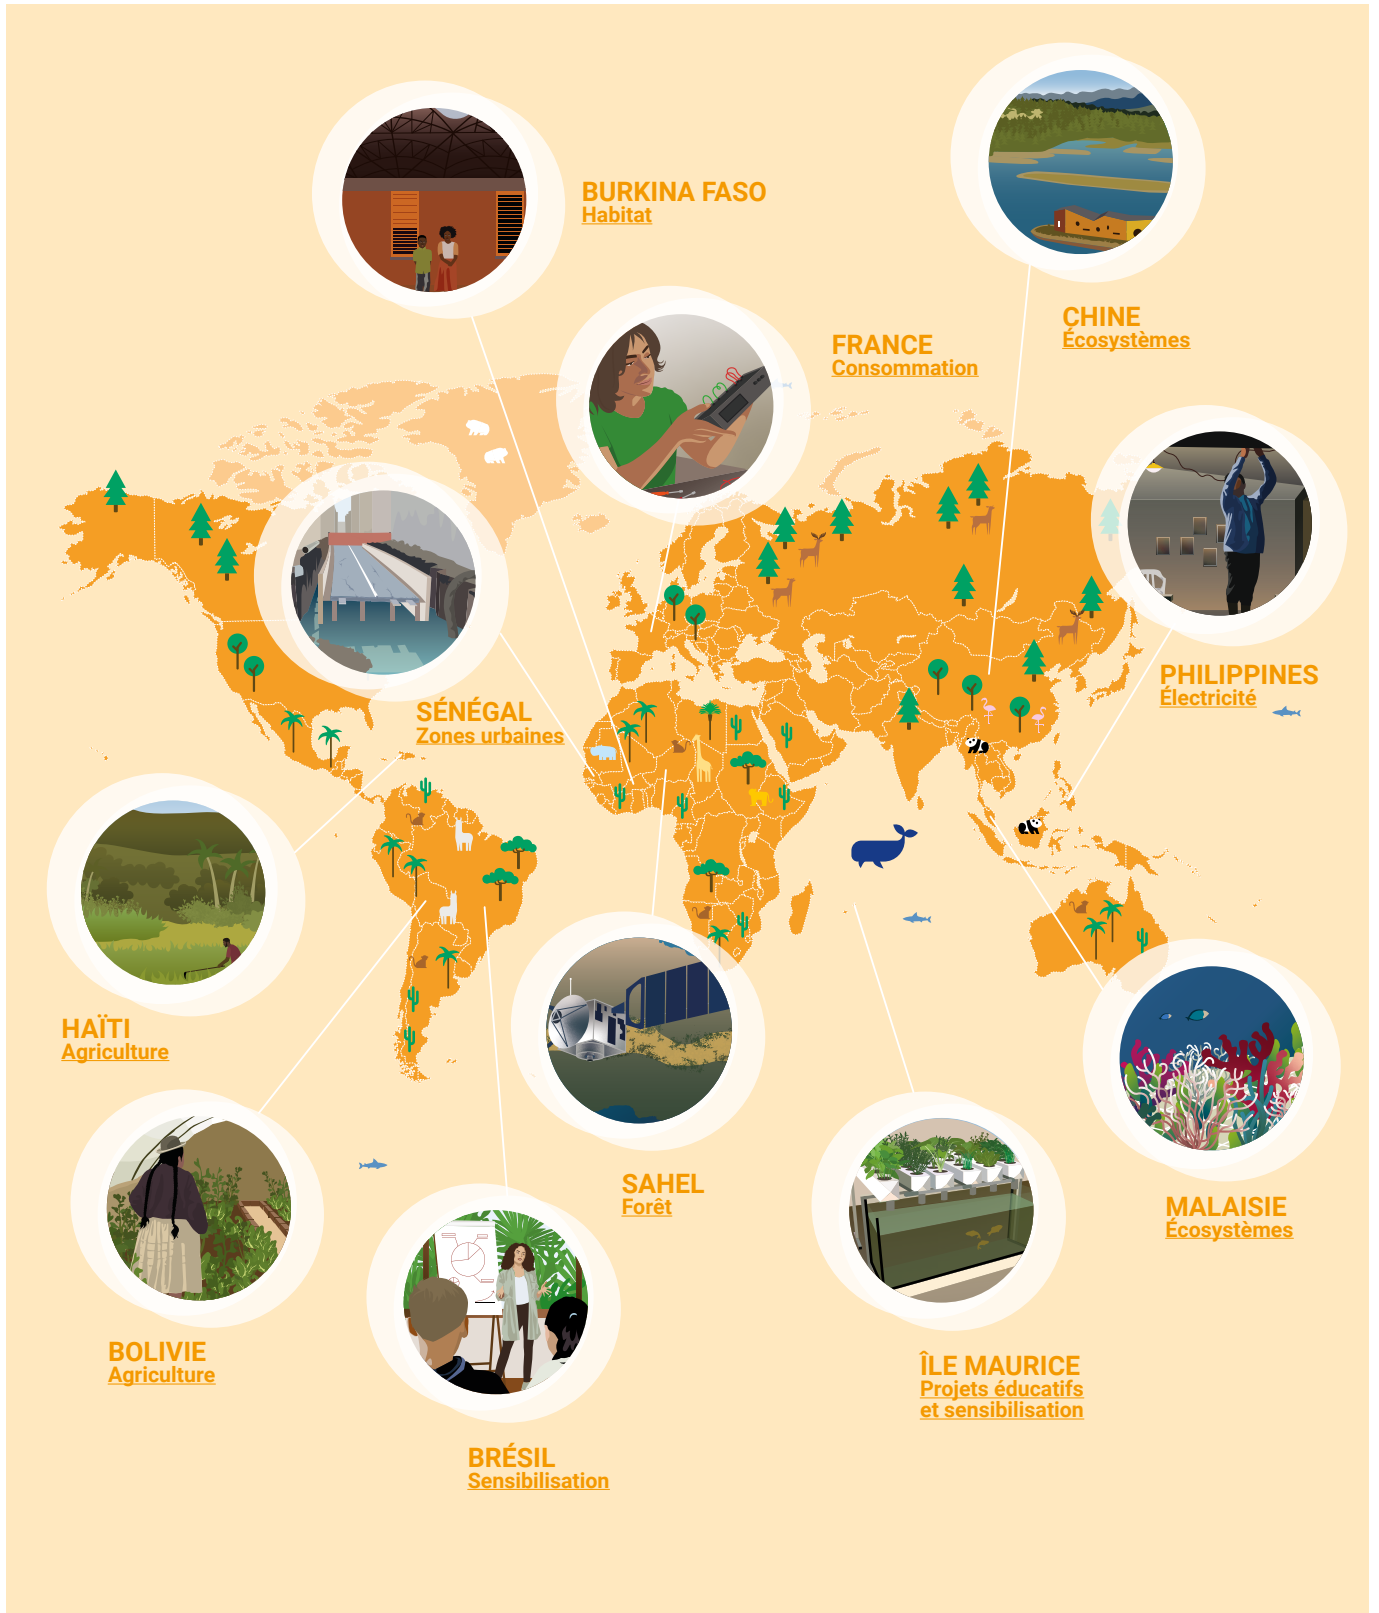 BURKINA FASO
Habitat
CHINE
Écosystèmes
FRANCE
Consommation
PHILIPPINES
Électricité
SÉNÉGAL
Zones urbaines
HAÏTI
Agriculture
SAHEL
Forêt
MALAISIE
Écosystèmes
BOLIVIE
Agriculture
ÎLE MAURICE
Projets éducatifs
et sensibilisation
BRÉSIL
Sensibilisation